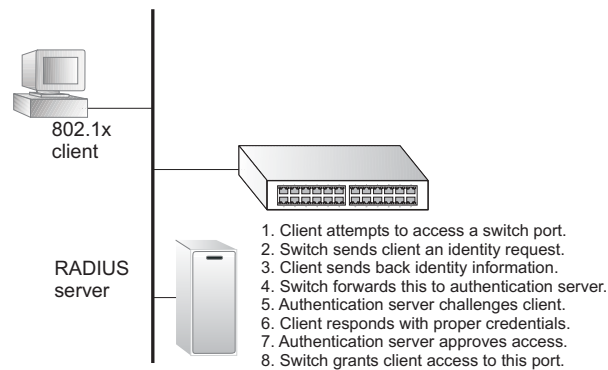 802.1x
client
RADIUS
server
1. Client attempts to access a switch port.
2. Switch sends client an identity request.
3. Client sends back identity information.
4. Switch forwards this to authentication server.
5. Authentication server challenges client.
6. Client responds with proper credentials.
7. Authentication server approves access.
8. Switch grants client access to this port.